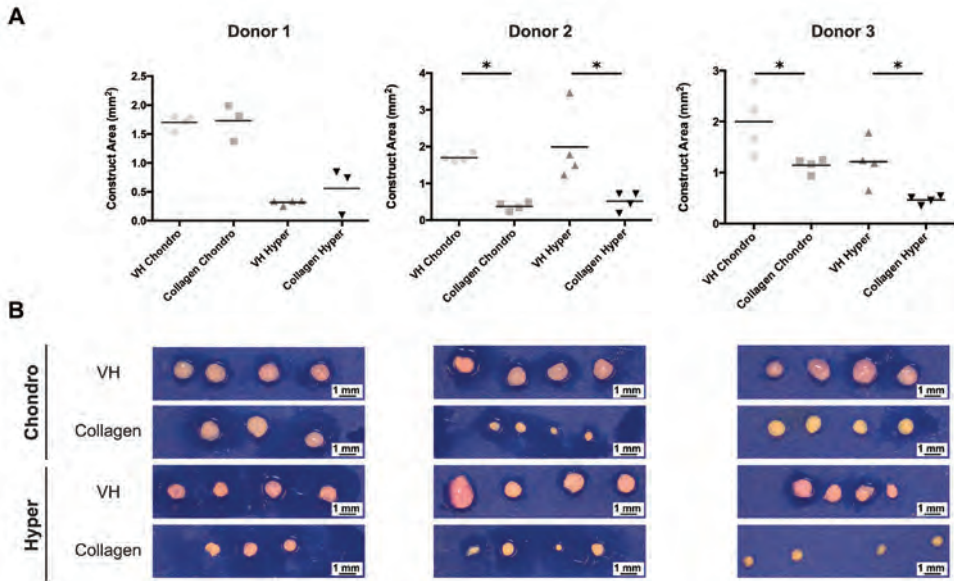 A
Donor 1
Donor 2
Donor 3
Construct Area (mm²)
2.5
2.0
1.5
1.0
0.5
0.0
VH Chondro
Collagen Chondro
VH Hyper
Collagen Hyper
Construct Area (mm²)
4
3
2
1
0
* *
VH Chondro
Collagen Chondro
VH Hyper
Collagen Hyper
Construct Area (mm²)
3
2
1
0
* *
VH Chondro
Collagen Chondro
VH Hyper
Collagen Hyper
B
Chondro
VH
1 mm 1 mm 1 mm
Collagen
1 mm 1 mm 1 mm
Hyper
VH
1 mm 1 mm 1 mm
Collagen
1 mm 1 mm 1 mm